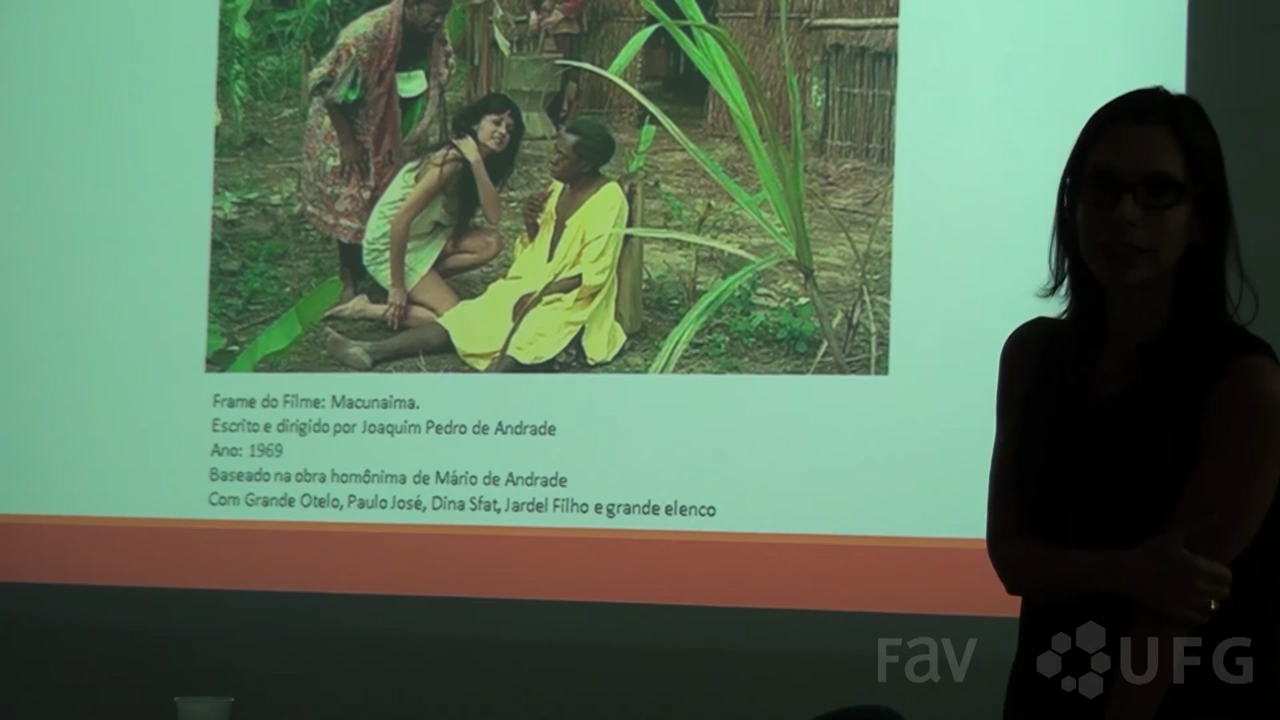 Frame do Filme: Macunaima.
Escrito e dirigido por Joaquim Pedro de Andrade
Ano: 1969
Baseado na obra homônima de Mário de Andrade
Com Grande Otelo, Paulo José, Dina Sfat, Jardel Filho e grande elenco
FAV UFG